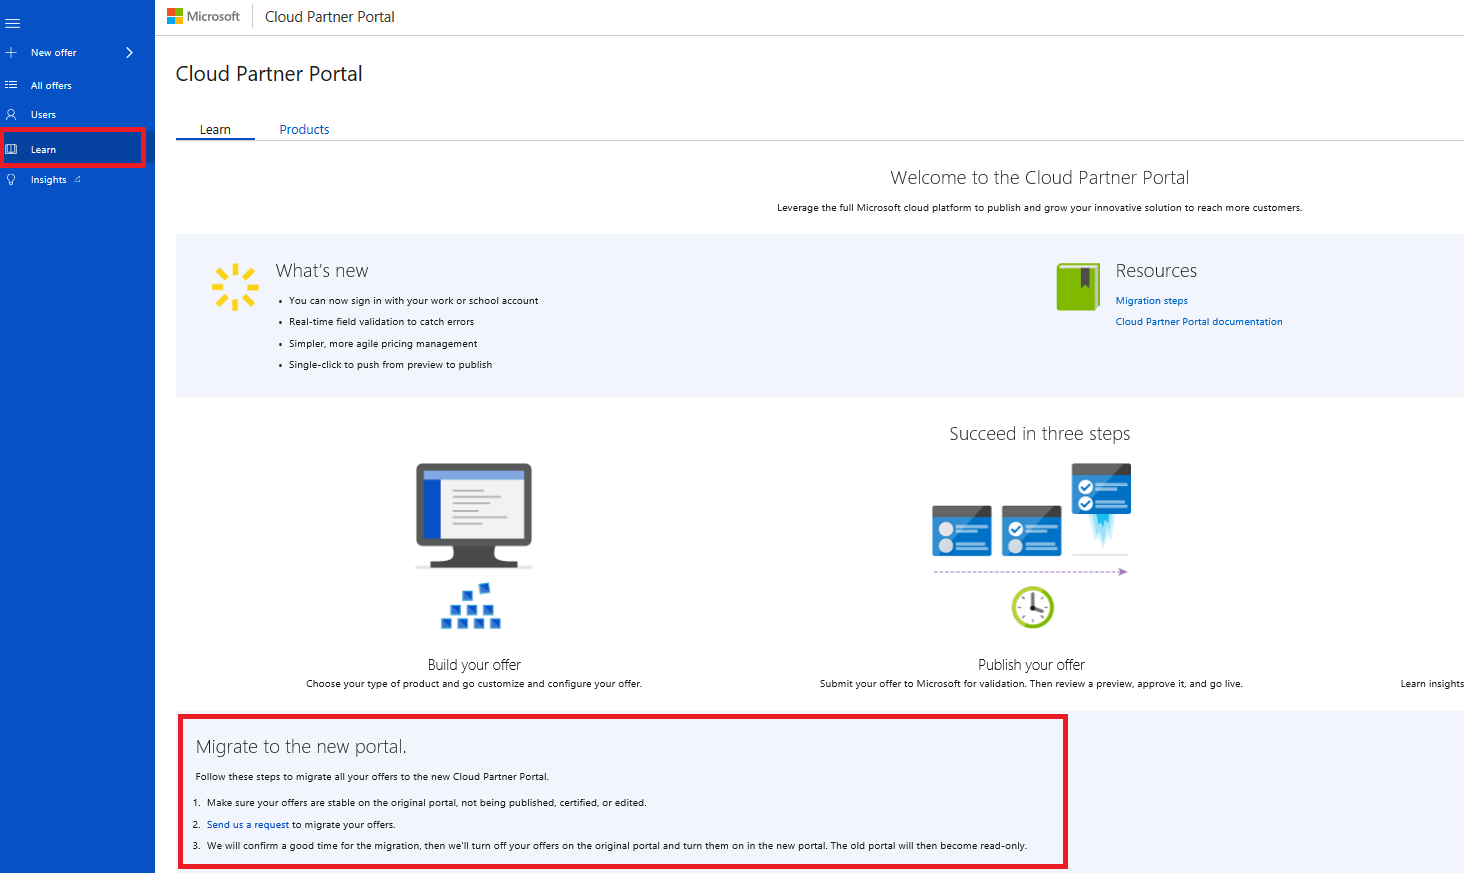 Microsoft Cloud Partner Portal
New offer
All offers
Users
Learn
Insights
Cloud Partner Portal
Learn Products
Welcome to the Cloud Partner Portal
Leverage the full Microsoft cloud platform to publish and grow your innovative solution to reach more customers.
What's new
• You can now sign in with your work or school account
• Real-time field validation to catch errors
• Simpler, more agile pricing management
• Single-click to push from preview to publish
Resources
Migration steps
Cloud Partner Portal documentation
Succeed in three steps
Build your offer
Choose your type of product and go customize and configure your offer.
Publish your offer
Submit your offer to Microsoft for validation. Then review a preview, approve it, and go live.
Learn insights
Migrate to the new portal.
Follow these steps to migrate all your offers to the new Cloud Partner Portal.
1. Make sure your offers are stable on the original portal, not being published, certified, or edited.
2. Send us a request to migrate your offers.
3. We will confirm a good time for the migration, then we'll turn off your offers on the original portal and turn them on in the new portal. The old portal will then become read-only.